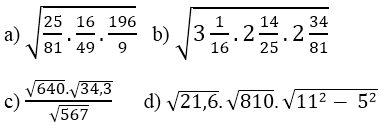 a) √(25/81 . 16/49 . 196/9) b) √(3 1/16 . 2 14/25 . 2 34/81)
c) (√640.√34,3)/√567 d) √21,6.√810.√(11² − 5²)